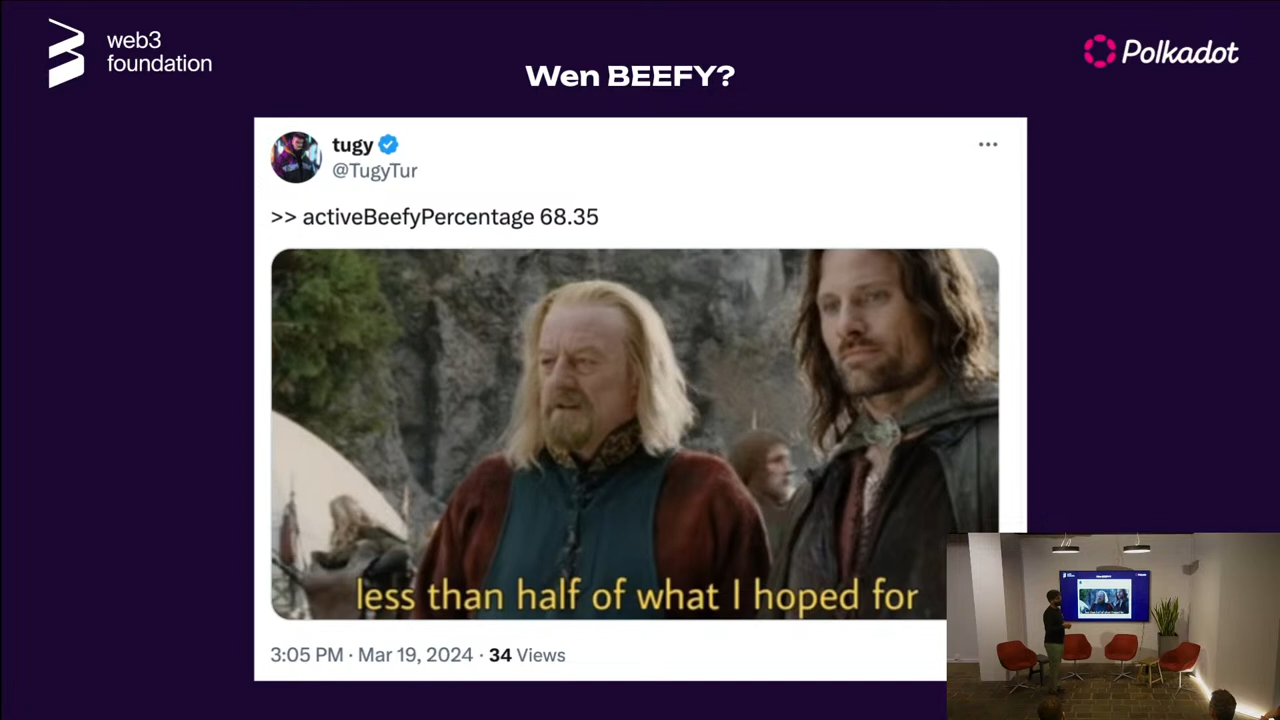 web3
foundation
Polkadot
Wen BEEFY?
tugy
@TugyTur
>> activeBeefyPercentage 68.35
less than half of what I hoped for
3:05 PM · Mar 19, 2024 · 34 Views